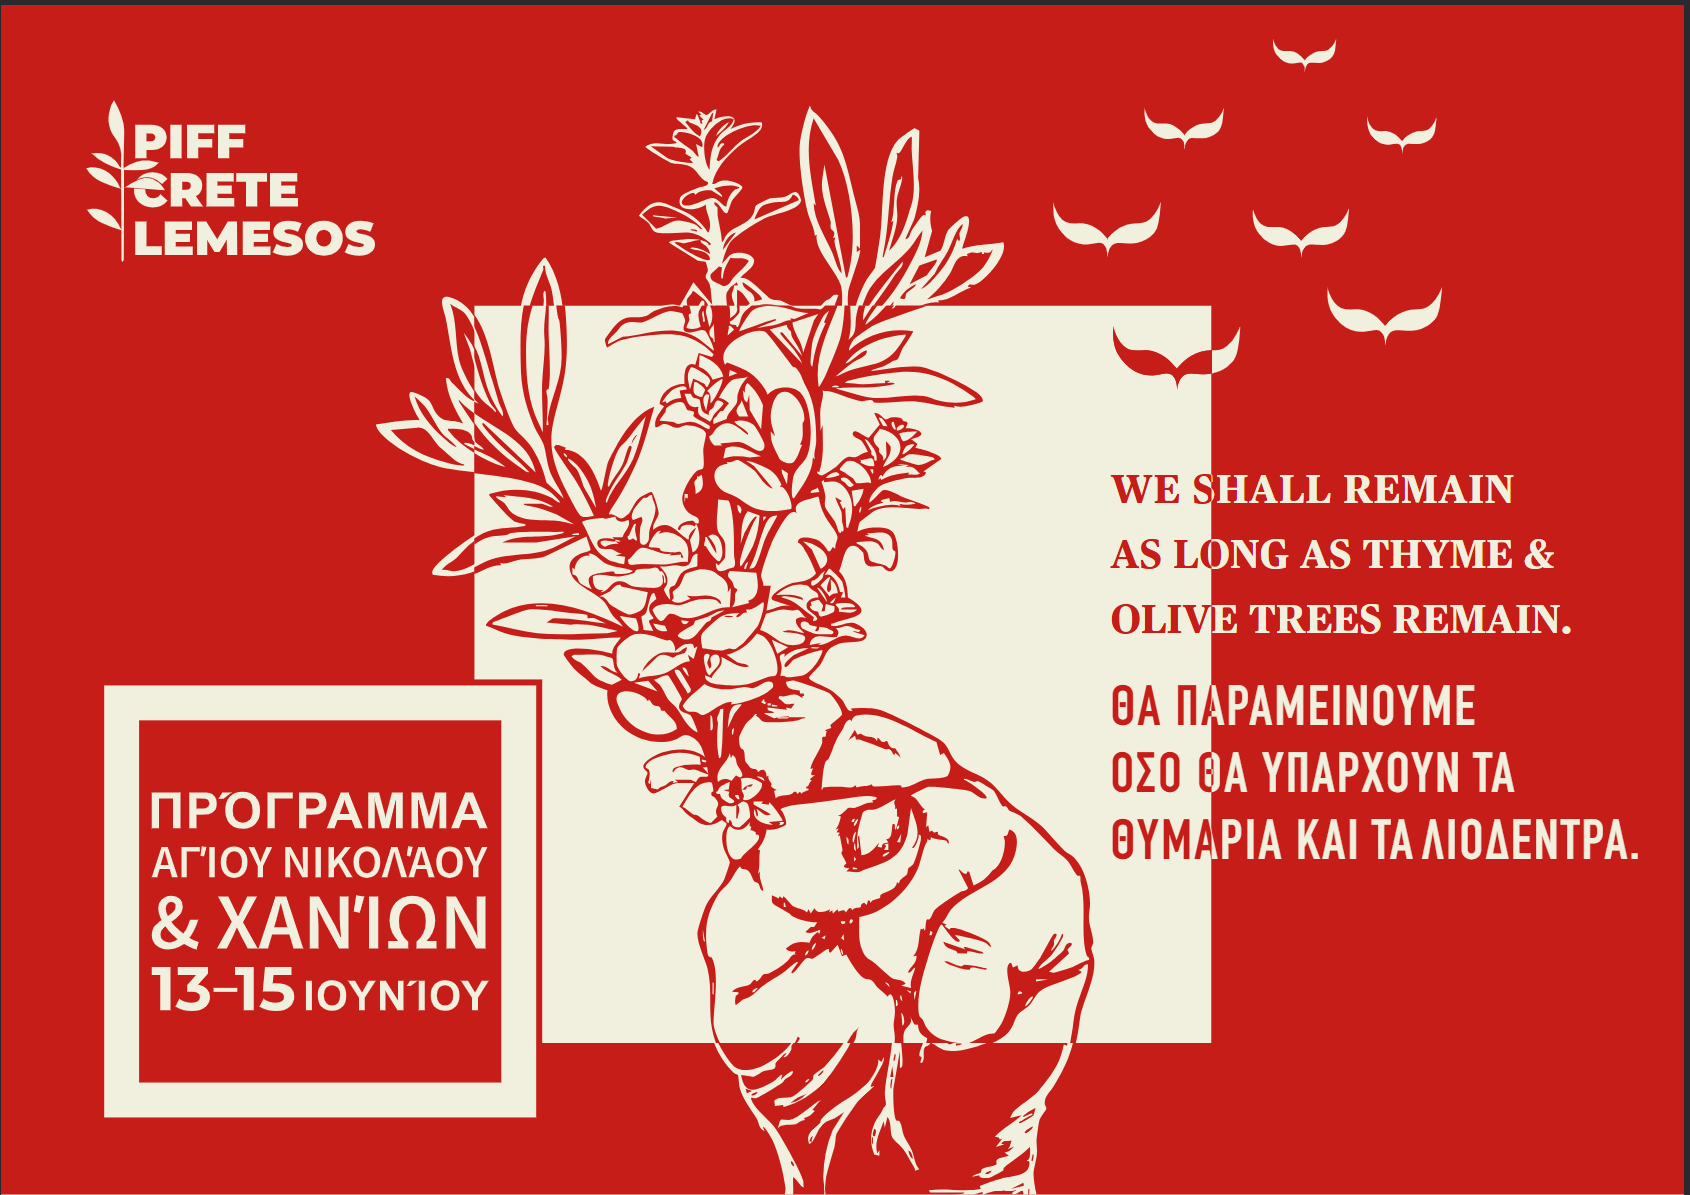 PIFF
CRETE
LEMESOS
WE SHALL REMAIN
AS LONG AS THYME &
OLIVE TREES REMAIN.
ΘΑ ΠΑΡΑΜΕΙΝΟΥΜΕ
ΟΣΟ ΘΑ ΥΠΑΡΧΟΥΝ ΤΑ
ΘΥΜΑΡΙΑ ΚΑΙ ΤΑ ΛΙΟΔΕΝΤΡΑ.
ΠΡΌΓΡΑΜΜΑ
ΑΓΊΟΥ ΝΙΚΟΛΆΟΥ
& ΧΑΝΊΩΝ
13–15 ΙΟΥΝΊΟΥ